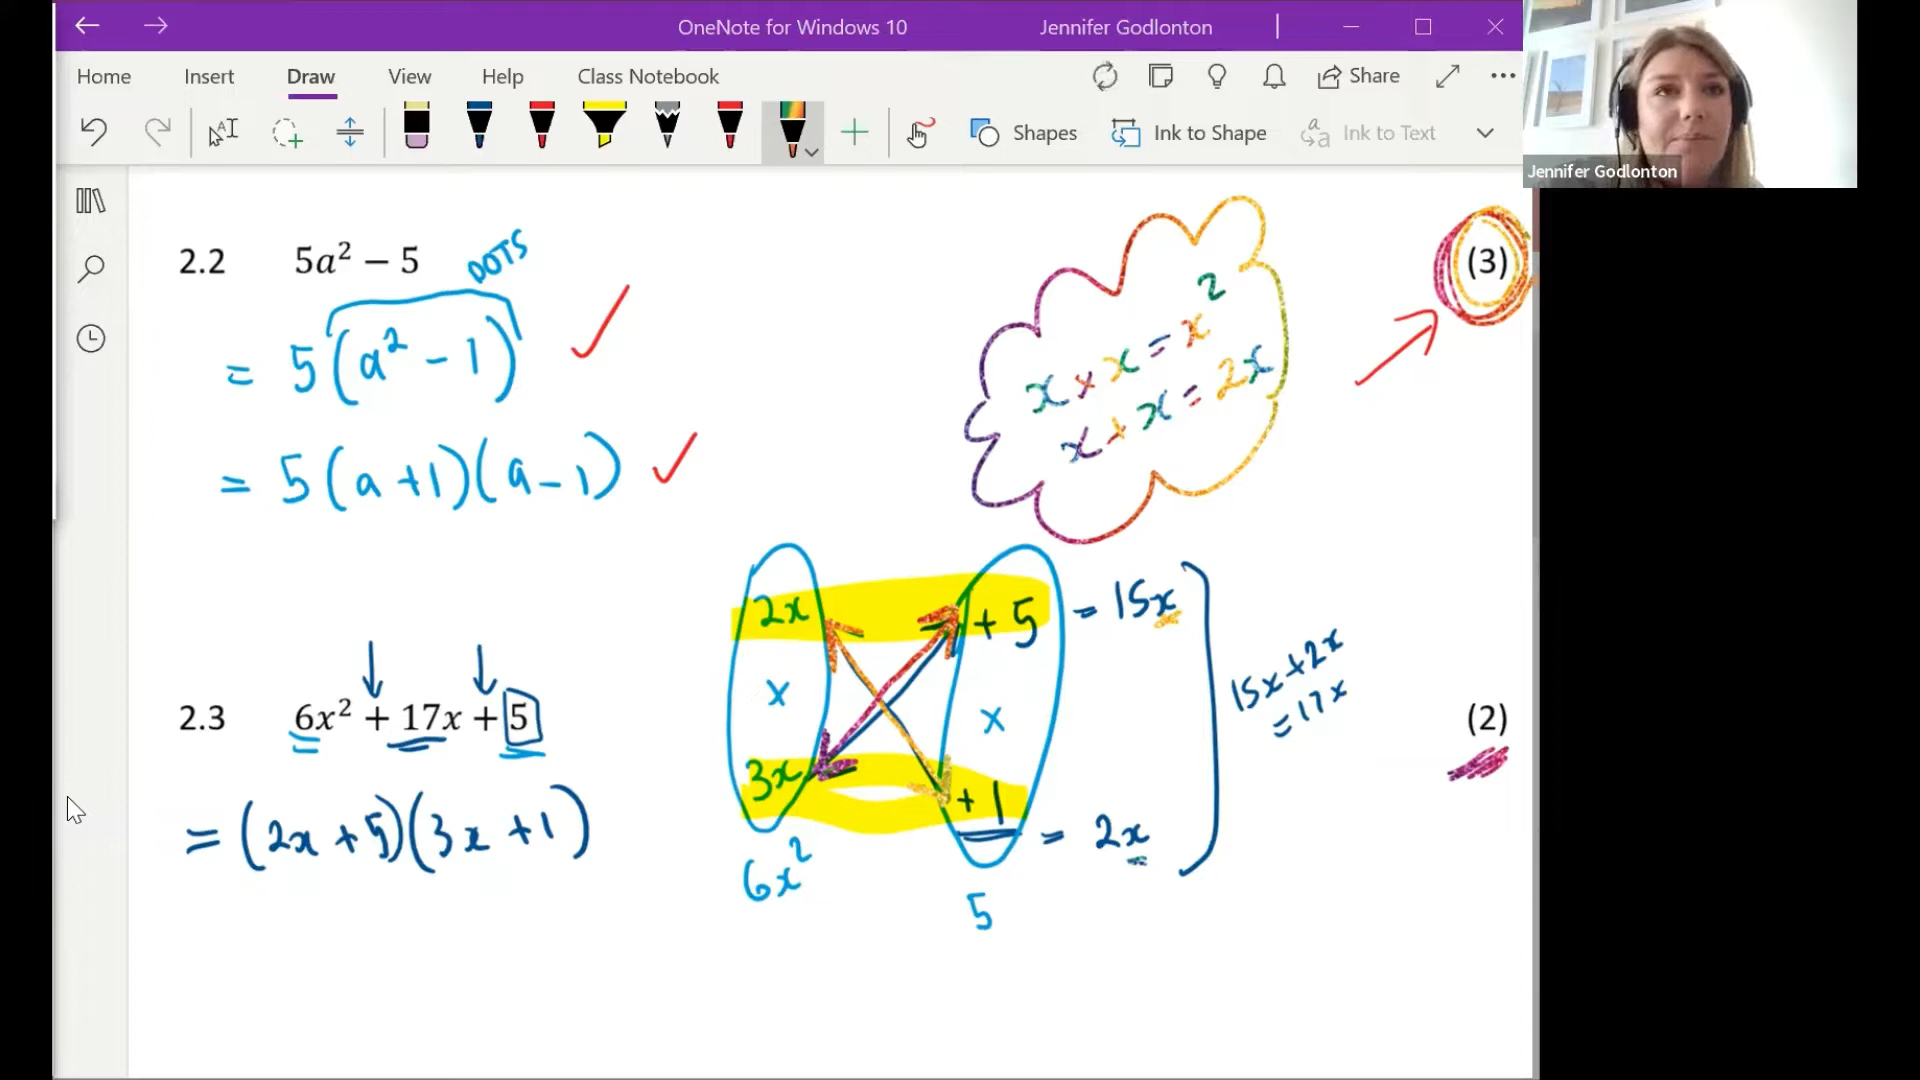 OneNote for Windows 10
Jennifer Godlonton
Home Insert Draw View Help Class Notebook
Share
Shapes Ink to Shape Ink to Text
Jennifer Godlonton
2.2 5a² − 5 (3)
DOTS
= 5(a² − 1)
= 5(a+1)(a−1)
x × x = x²
x + x = 2x
2x + 5 = 15x
x x
3x + 1 = 2x
6x²
5
15x+2x
=17x
2.3 6x² + 17x + 5 (2)
= (2x + 5)(3x + 1)